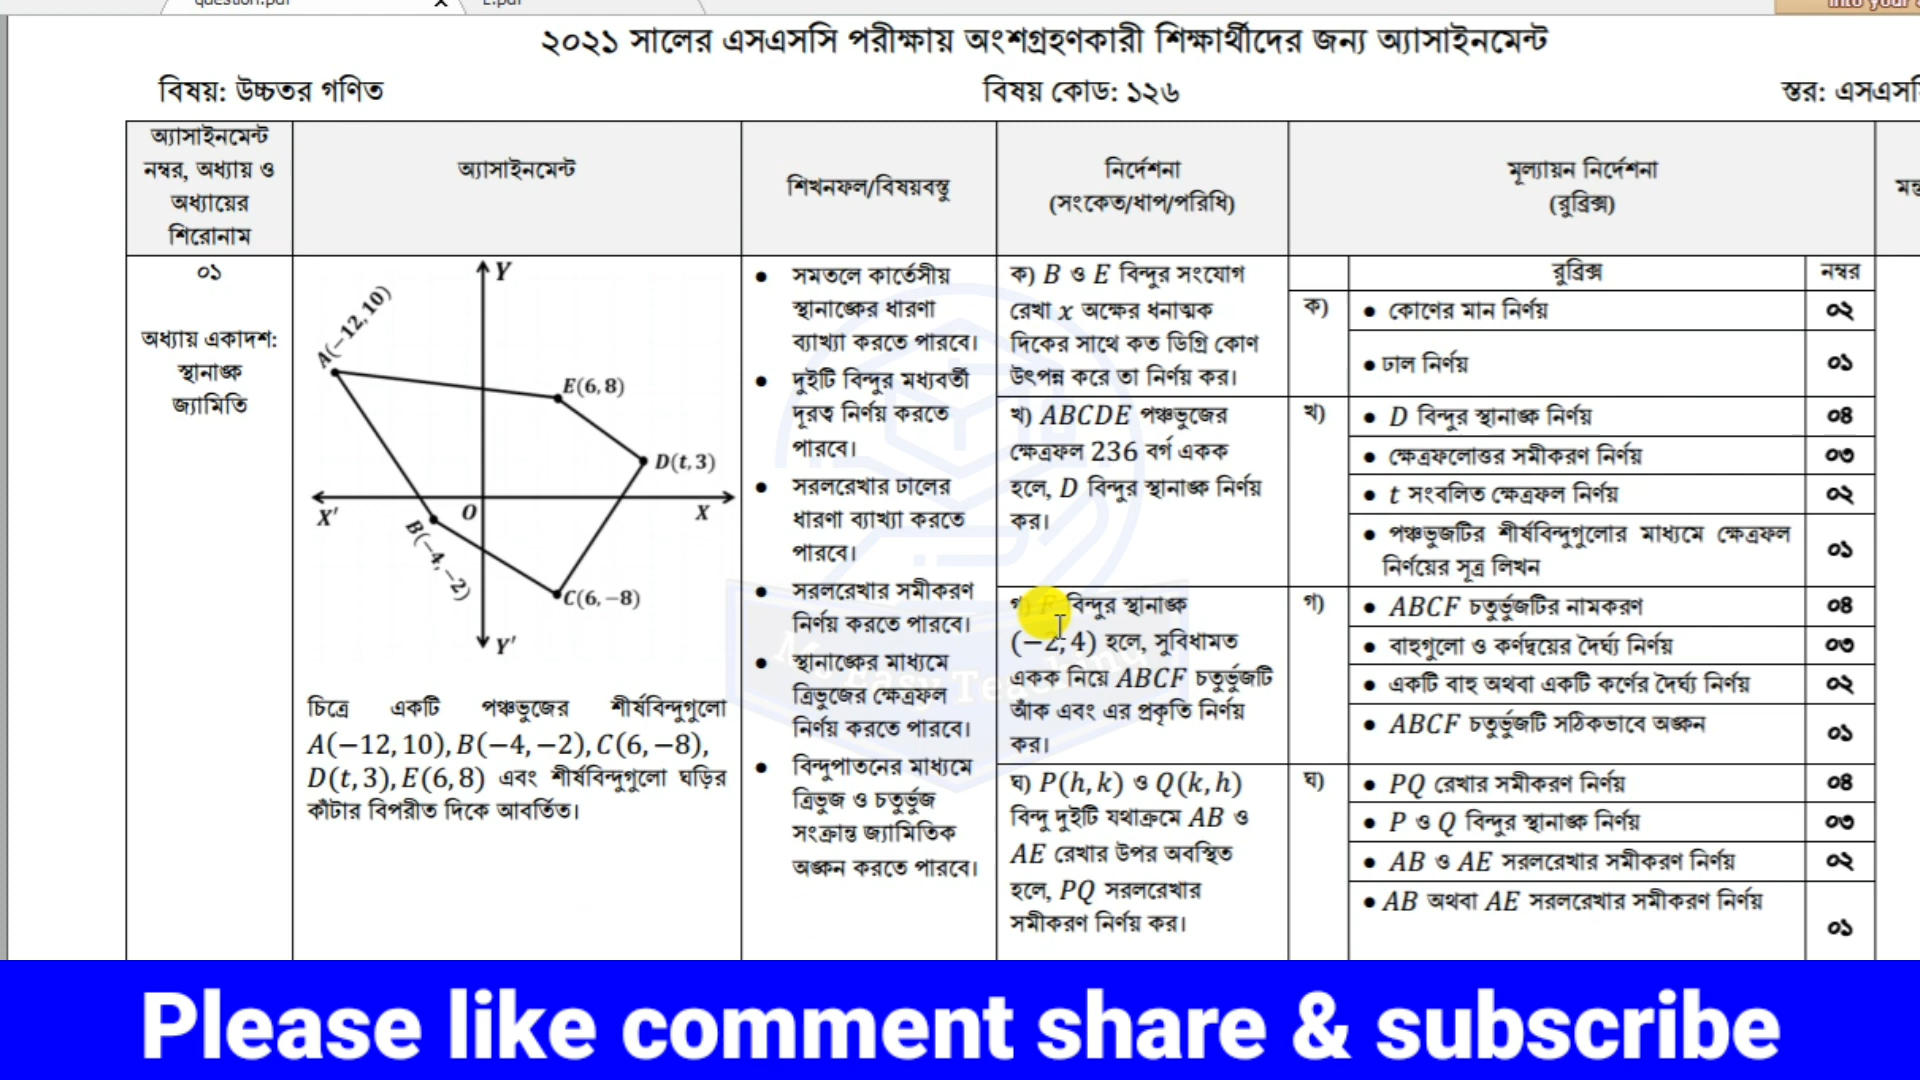 question.pdf
২০২১ সালের এসএসসি পরীক্ষায় অংশগ্রহণকারী শিক্ষার্থীদের জন্য অ্যাসাইনমেন্ট
বিষয়: উচ্চতর গণিত
বিষয় কোড: ১২৬
স্তর: এসএসসি
অ্যাসাইনমেন্ট
নম্বর, অধ্যায় ও
অধ্যায়ের
শিরোনাম
অ্যাসাইনমেন্ট
শিখনফল/বিষয়বস্তু
নির্দেশনা
(সংকেত/ধাপ/পরিধি)
মূল্যায়ন নির্দেশনা
(রুব্রিক্স)
০১
অধ্যায় একাদশ:
স্থানাঙ্ক
জ্যামিতি
Y
A(−12,10)
E(6,8)
D(t,3)
X'
O
X
B(−4,−2)
C(6,−8)
Y'
চিত্রে একটি পঞ্চভুজের শীর্ষবিন্দুগুলো
A(−12,10), B(−4,−2), C(6,−8),
D(t,3), E(6,8) এবং শীর্ষবিন্দুগুলো ঘড়ির
কাঁটার বিপরীত দিকে আবর্তিত।
● সমতলে কার্তেসীয়
স্থানাঙ্কের ধারণা
ব্যাখ্যা করতে পারবে।
● দুইটি বিন্দুর মধ্যবর্তী
দূরত্ব নির্ণয় করতে
পারবে।
● সরলরেখার ঢালের
ধারণা ব্যাখ্যা করতে
পারবে।
● সরলরেখার সমীকরণ
নির্ণয় করতে পারবে।
● স্থানাঙ্কের মাধ্যমে
ত্রিভুজের ক্ষেত্রফল
নির্ণয় করতে পারবে।
● বিন্দুপাতনের মাধ্যমে
ত্রিভুজ ও চতুর্ভুজ
সংক্রান্ত জ্যামিতিক
অঙ্কন করতে পারবে।
ক) B ও E বিন্দুর সংযোগ
রেখা x অক্ষের ধনাত্মক
দিকের সাথে কত ডিগ্রি কোণ
উৎপন্ন করে তা নির্ণয় কর।
খ) ABCDE পঞ্চভুজের
ক্ষেত্রফল 236 বর্গ একক
হলে, D বিন্দুর স্থানাঙ্ক নির্ণয়
কর।
গ) F বিন্দুর স্থানাঙ্ক
(−2,4) হলে, সুবিধামত
একক নিয়ে ABCF চতুর্ভুজটি
আঁক এবং এর প্রকৃতি নির্ণয়
কর।
ঘ) P(h,k) ও Q(k,h)
বিন্দু দুইটি যথাক্রমে AB ও
AE রেখার উপর অবস্থিত
হলে, PQ সরলরেখার
সমীকরণ নির্ণয় কর।
রুব্রিক্স নম্বর
ক) ● কোণের মান নির্ণয় ০২
● ঢাল নির্ণয় ০১
খ) ● D বিন্দুর স্থানাঙ্ক নির্ণয় ০৪
● ক্ষেত্রফলোত্তর সমীকরণ নির্ণয় ০৩
● t সংবলিত ক্ষেত্রফল নির্ণয় ০২
● পঞ্চভুজটির শীর্ষবিন্দুগুলোর মাধ্যমে ক্ষেত্রফল
নির্ণয়ের সূত্র লিখন ০১
গ) ● ABCF চতুর্ভুজটির নামকরণ ০৪
● বাহুগুলো ও কর্ণদ্বয়ের দৈর্ঘ্য নির্ণয় ০৩
● একটি বাহু অথবা একটি কর্ণের দৈর্ঘ্য নির্ণয় ০২
● ABCF চতুর্ভুজটি সঠিকভাবে অঙ্কন ০১
ঘ) ● PQ রেখার সমীকরণ নির্ণয় ০৪
● P ও Q বিন্দুর স্থানাঙ্ক নির্ণয় ০৩
● AB ও AE সরলরেখার সমীকরণ নির্ণয় ০২
● AB অথবা AE সরলরেখার সমীকরণ নির্ণয় ০১
Please like comment share & subscribe